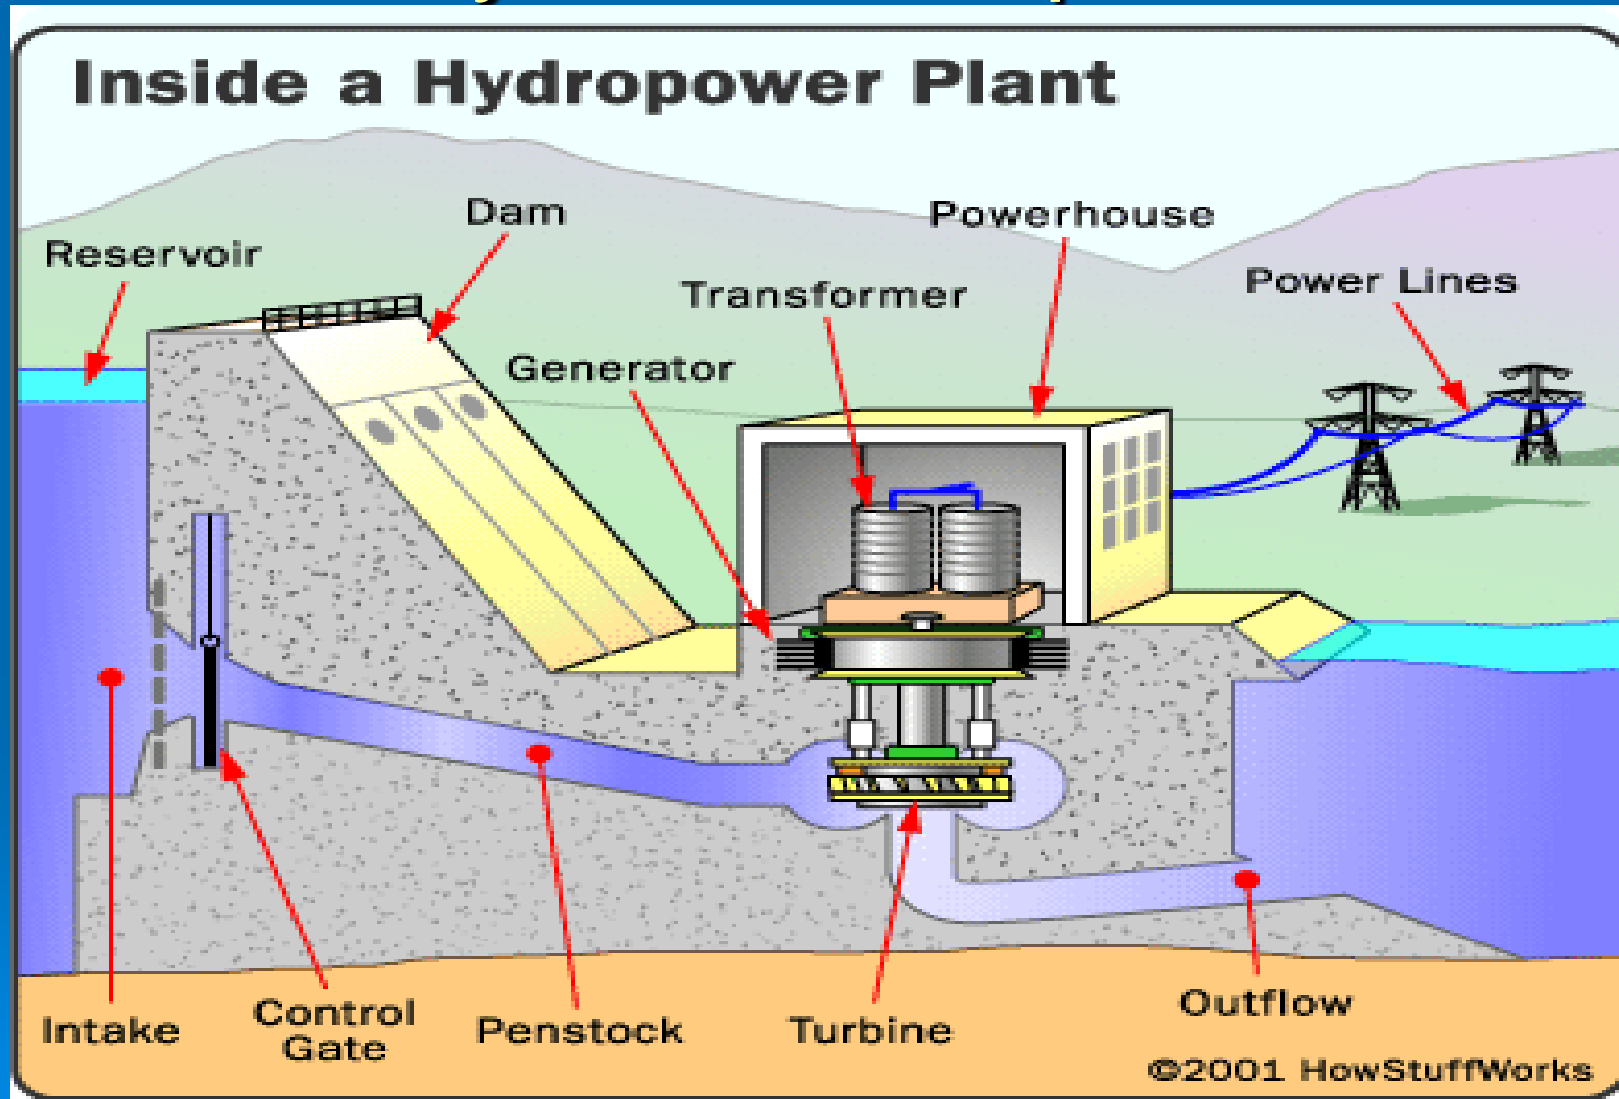 Inside a Hydropower Plant
Dam
Powerhouse
Reservoir
Power Lines
Transformer
Generator
Intake
Control
Gate
Penstock
Turbine
Outflow
©2001 HowStuffWorks